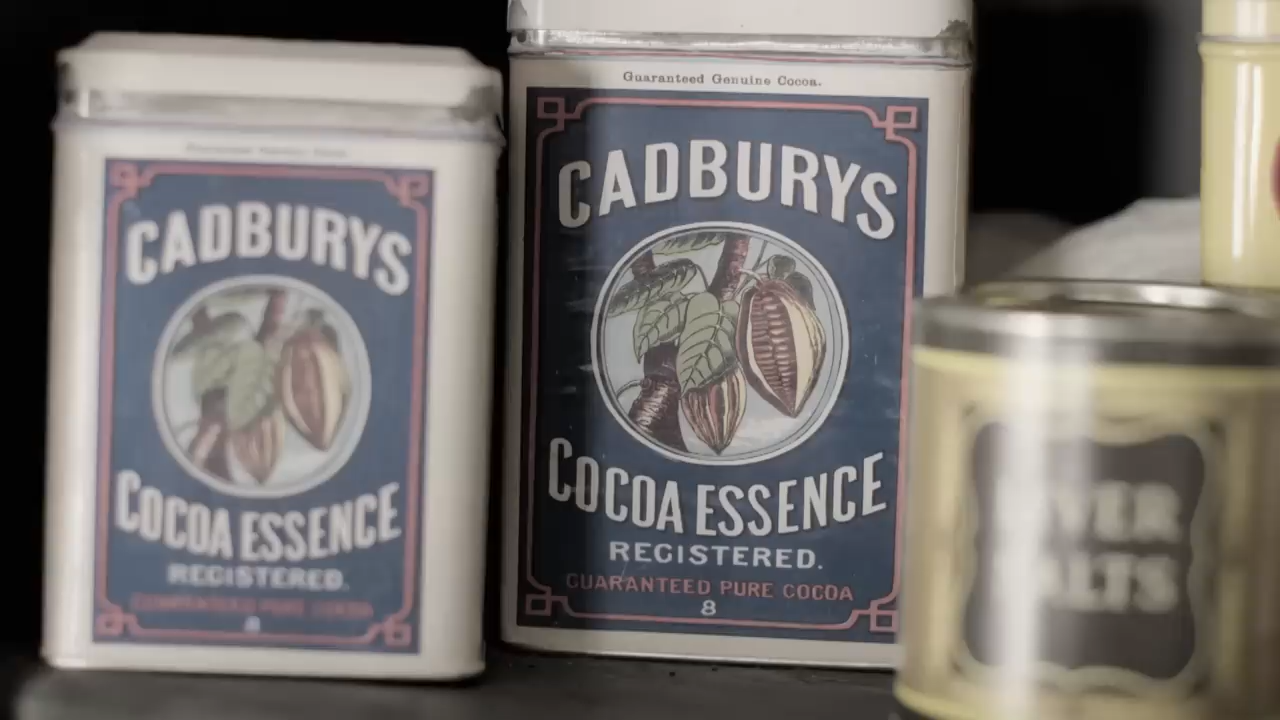 CADBURYS
COCOA ESSENCE
REGISTERED.
Guaranteed Genuine Cocoa.
CADBURYS
COCOA ESSENCE
REGISTERED.
GUARANTEED PURE COCOA
8